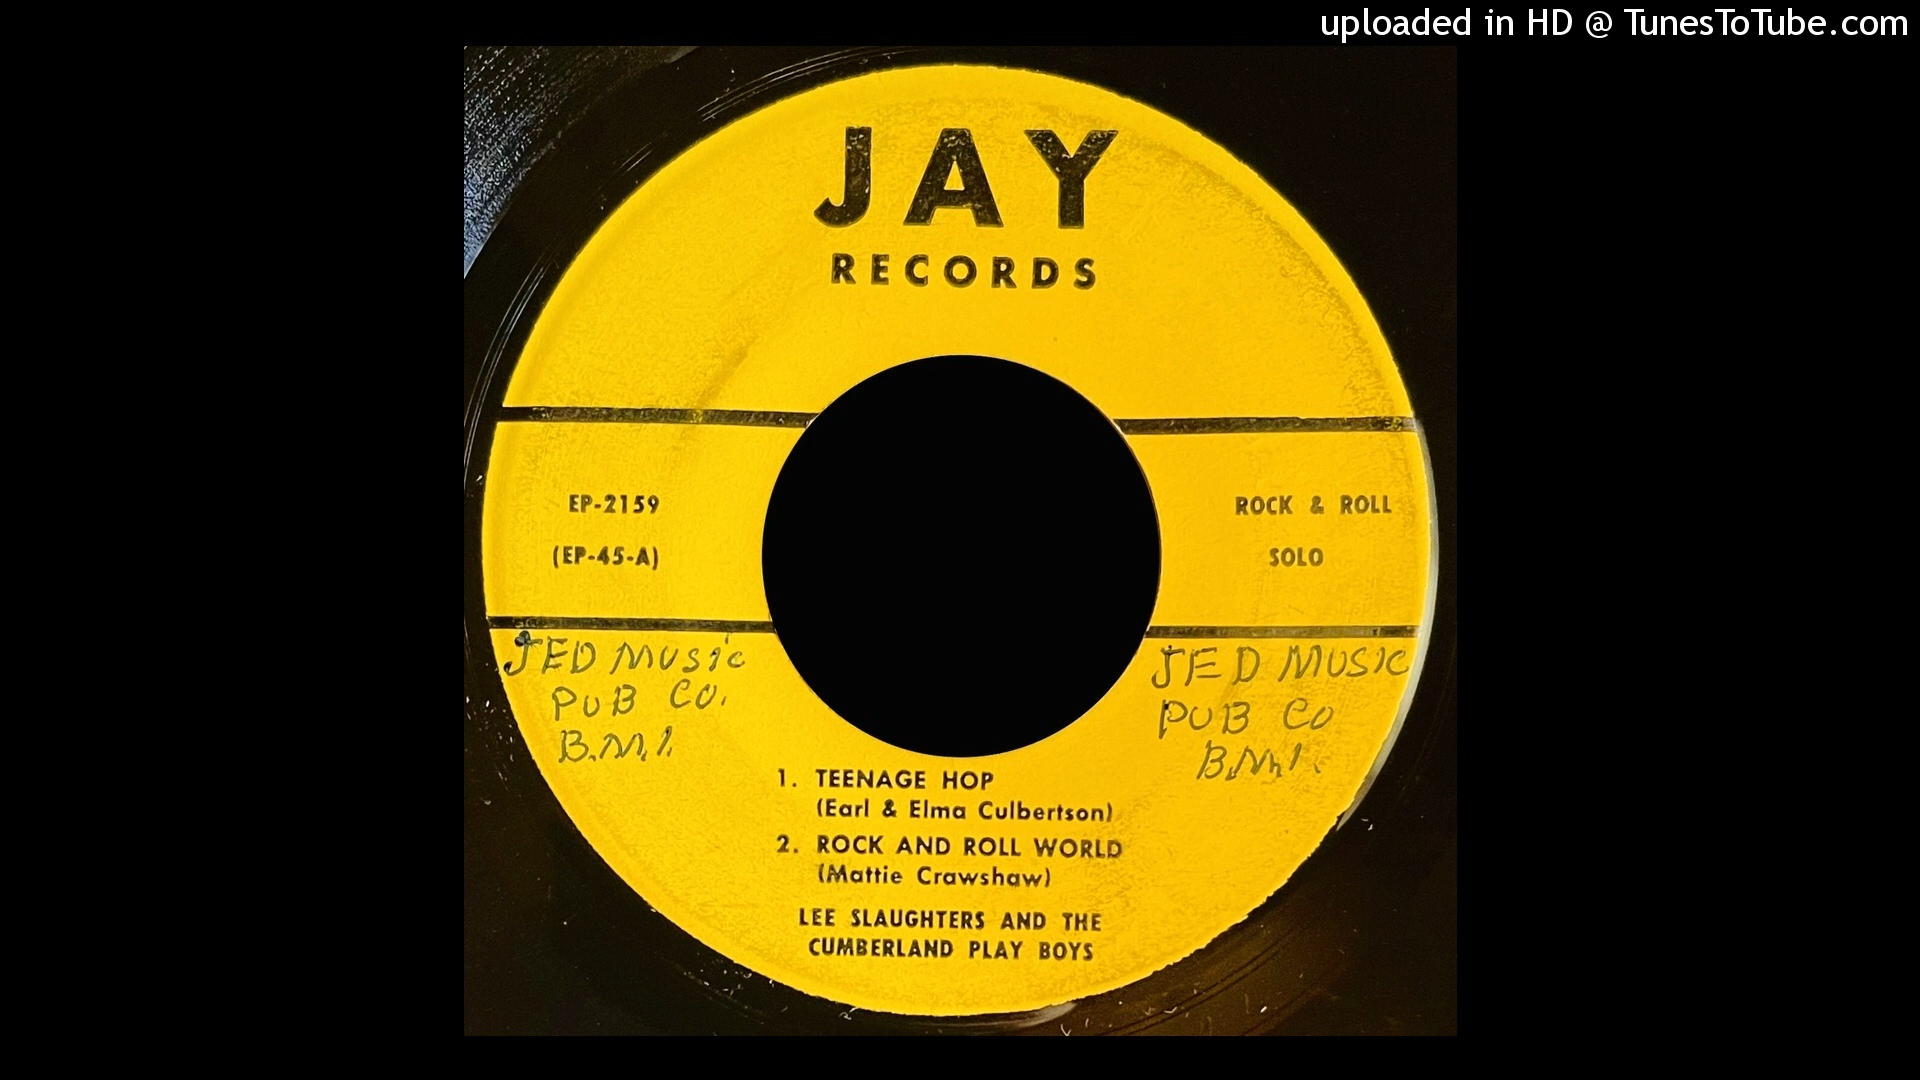 uploaded in HD @ TunesToTube.com
JAY
RECORDS
EP-2159
(EP-45-A)
ROCK & ROLL
SOLO
JED MUSIC
PUB CO.
B.M.I.
JED MUSIC
PUB CO
B.M.I.
1. TEENAGE HOP
(Earl & Elma Culbertson)
2. ROCK AND ROLL WORLD
(Mattie Crawshaw)
LEE SLAUGHTERS AND THE
CUMBERLAND PLAY BOYS